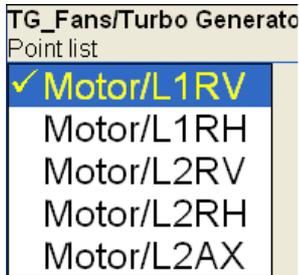 TG_Fans/Turbo Generato
Point list
✓ Motor/L1RV
Motor/L1RH
Motor/L2RV
Motor/L2RH
Motor/L2AX